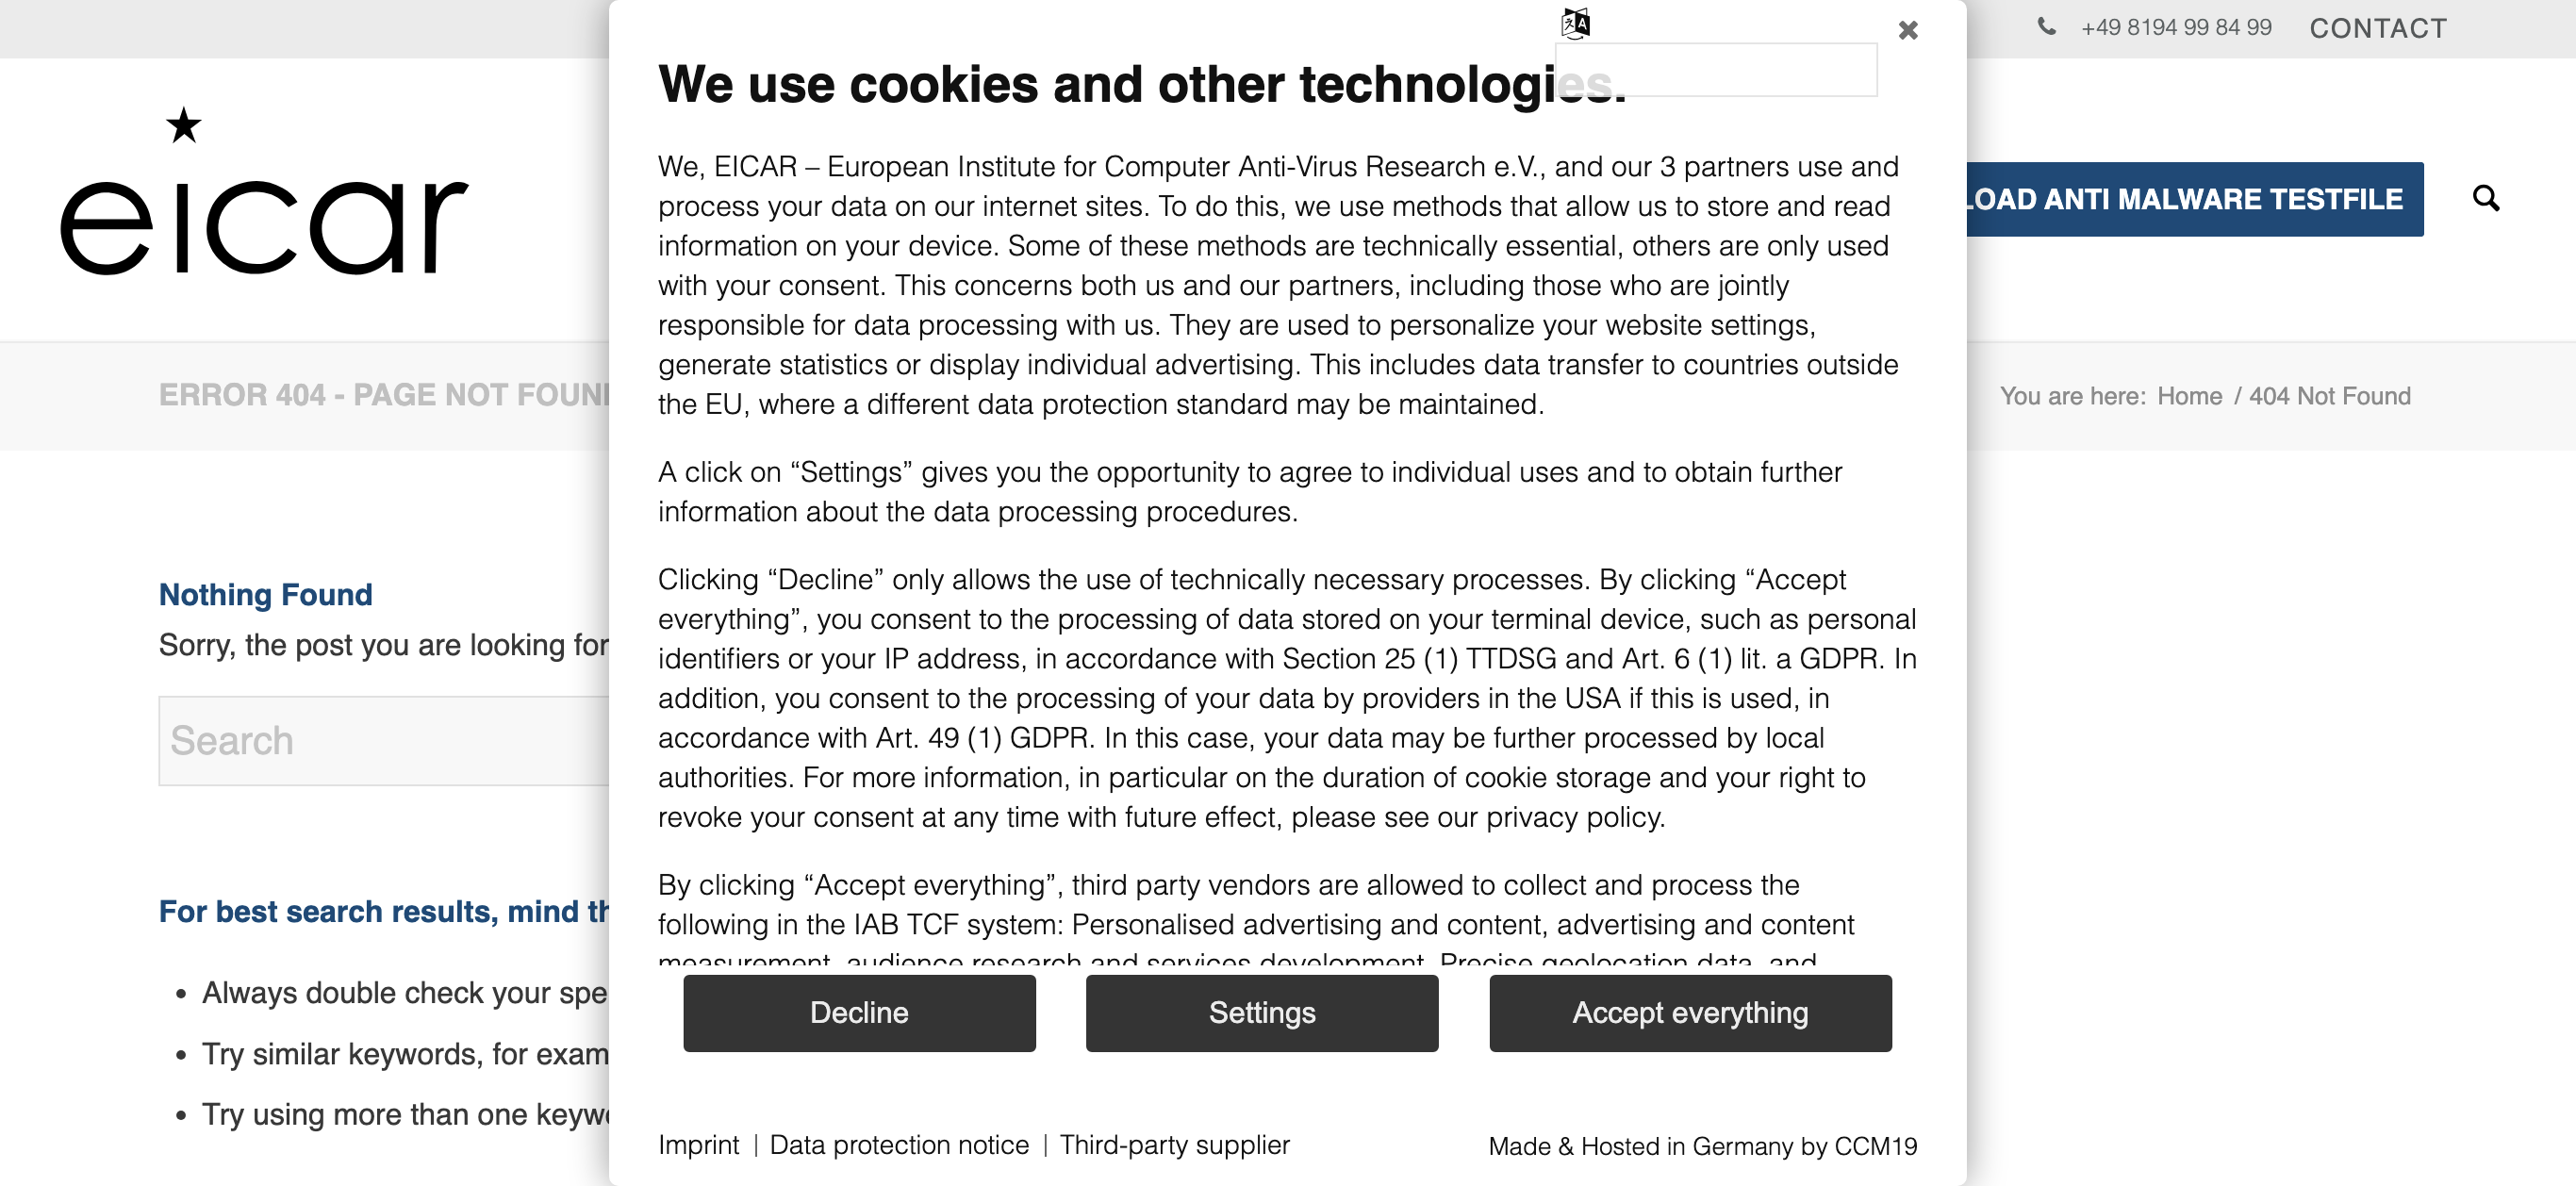 +49 8194 99 84 99 CONTACT
eicar
LOAD ANTI MALWARE TESTFILE
ERROR 404 - PAGE NOT FOUND
You are here: Home / 404 Not Found
Nothing Found
Sorry, the post you are looking for
Search
For best search results, mind
Always double check your
Try similar keywords, for
Try using more than one
We use cookies and other technologies.
We, EICAR – European Institute for Computer Anti-Virus Research e.V., and our 3 partners use and
process your data on our internet sites. To do this, we use methods that allow us to store and read
information on your device. Some of these methods are technically essential, others are only used
with your consent. This concerns both us and our partners, including those who are jointly
responsible for data processing with us. They are used to personalize your website settings,
generate statistics or display individual advertising. This includes data transfer to countries outside
the EU, where a different data protection standard may be maintained.
A click on “Settings” gives you the opportunity to agree to individual uses and to obtain further
information about the data processing procedures.
Clicking “Decline” only allows the use of technically necessary processes. By clicking “Accept
everything”, you consent to the processing of data stored on your terminal device, such as personal
identifiers or your IP address, in accordance with Section 25 (1) TTDSG and Art. 6 (1) lit. a GDPR. In
addition, you consent to the processing of your data by providers in the USA if this is used, in
accordance with Art. 49 (1) GDPR. In this case, your data may be further processed by local
authorities. For more information, in particular on the duration of cookie storage and your right to
revoke your consent at any time with future effect, please see our privacy policy.
By clicking “Accept everything”, third party vendors are allowed to collect and process the
following in the IAB TCF system: Personalised advertising and content, advertising and content
measurement, audience research and services development, Precise geolocation data, and
Decline Settings Accept everything
Imprint | Data protection notice | Third-party supplier
Made & Hosted in Germany by CCM19